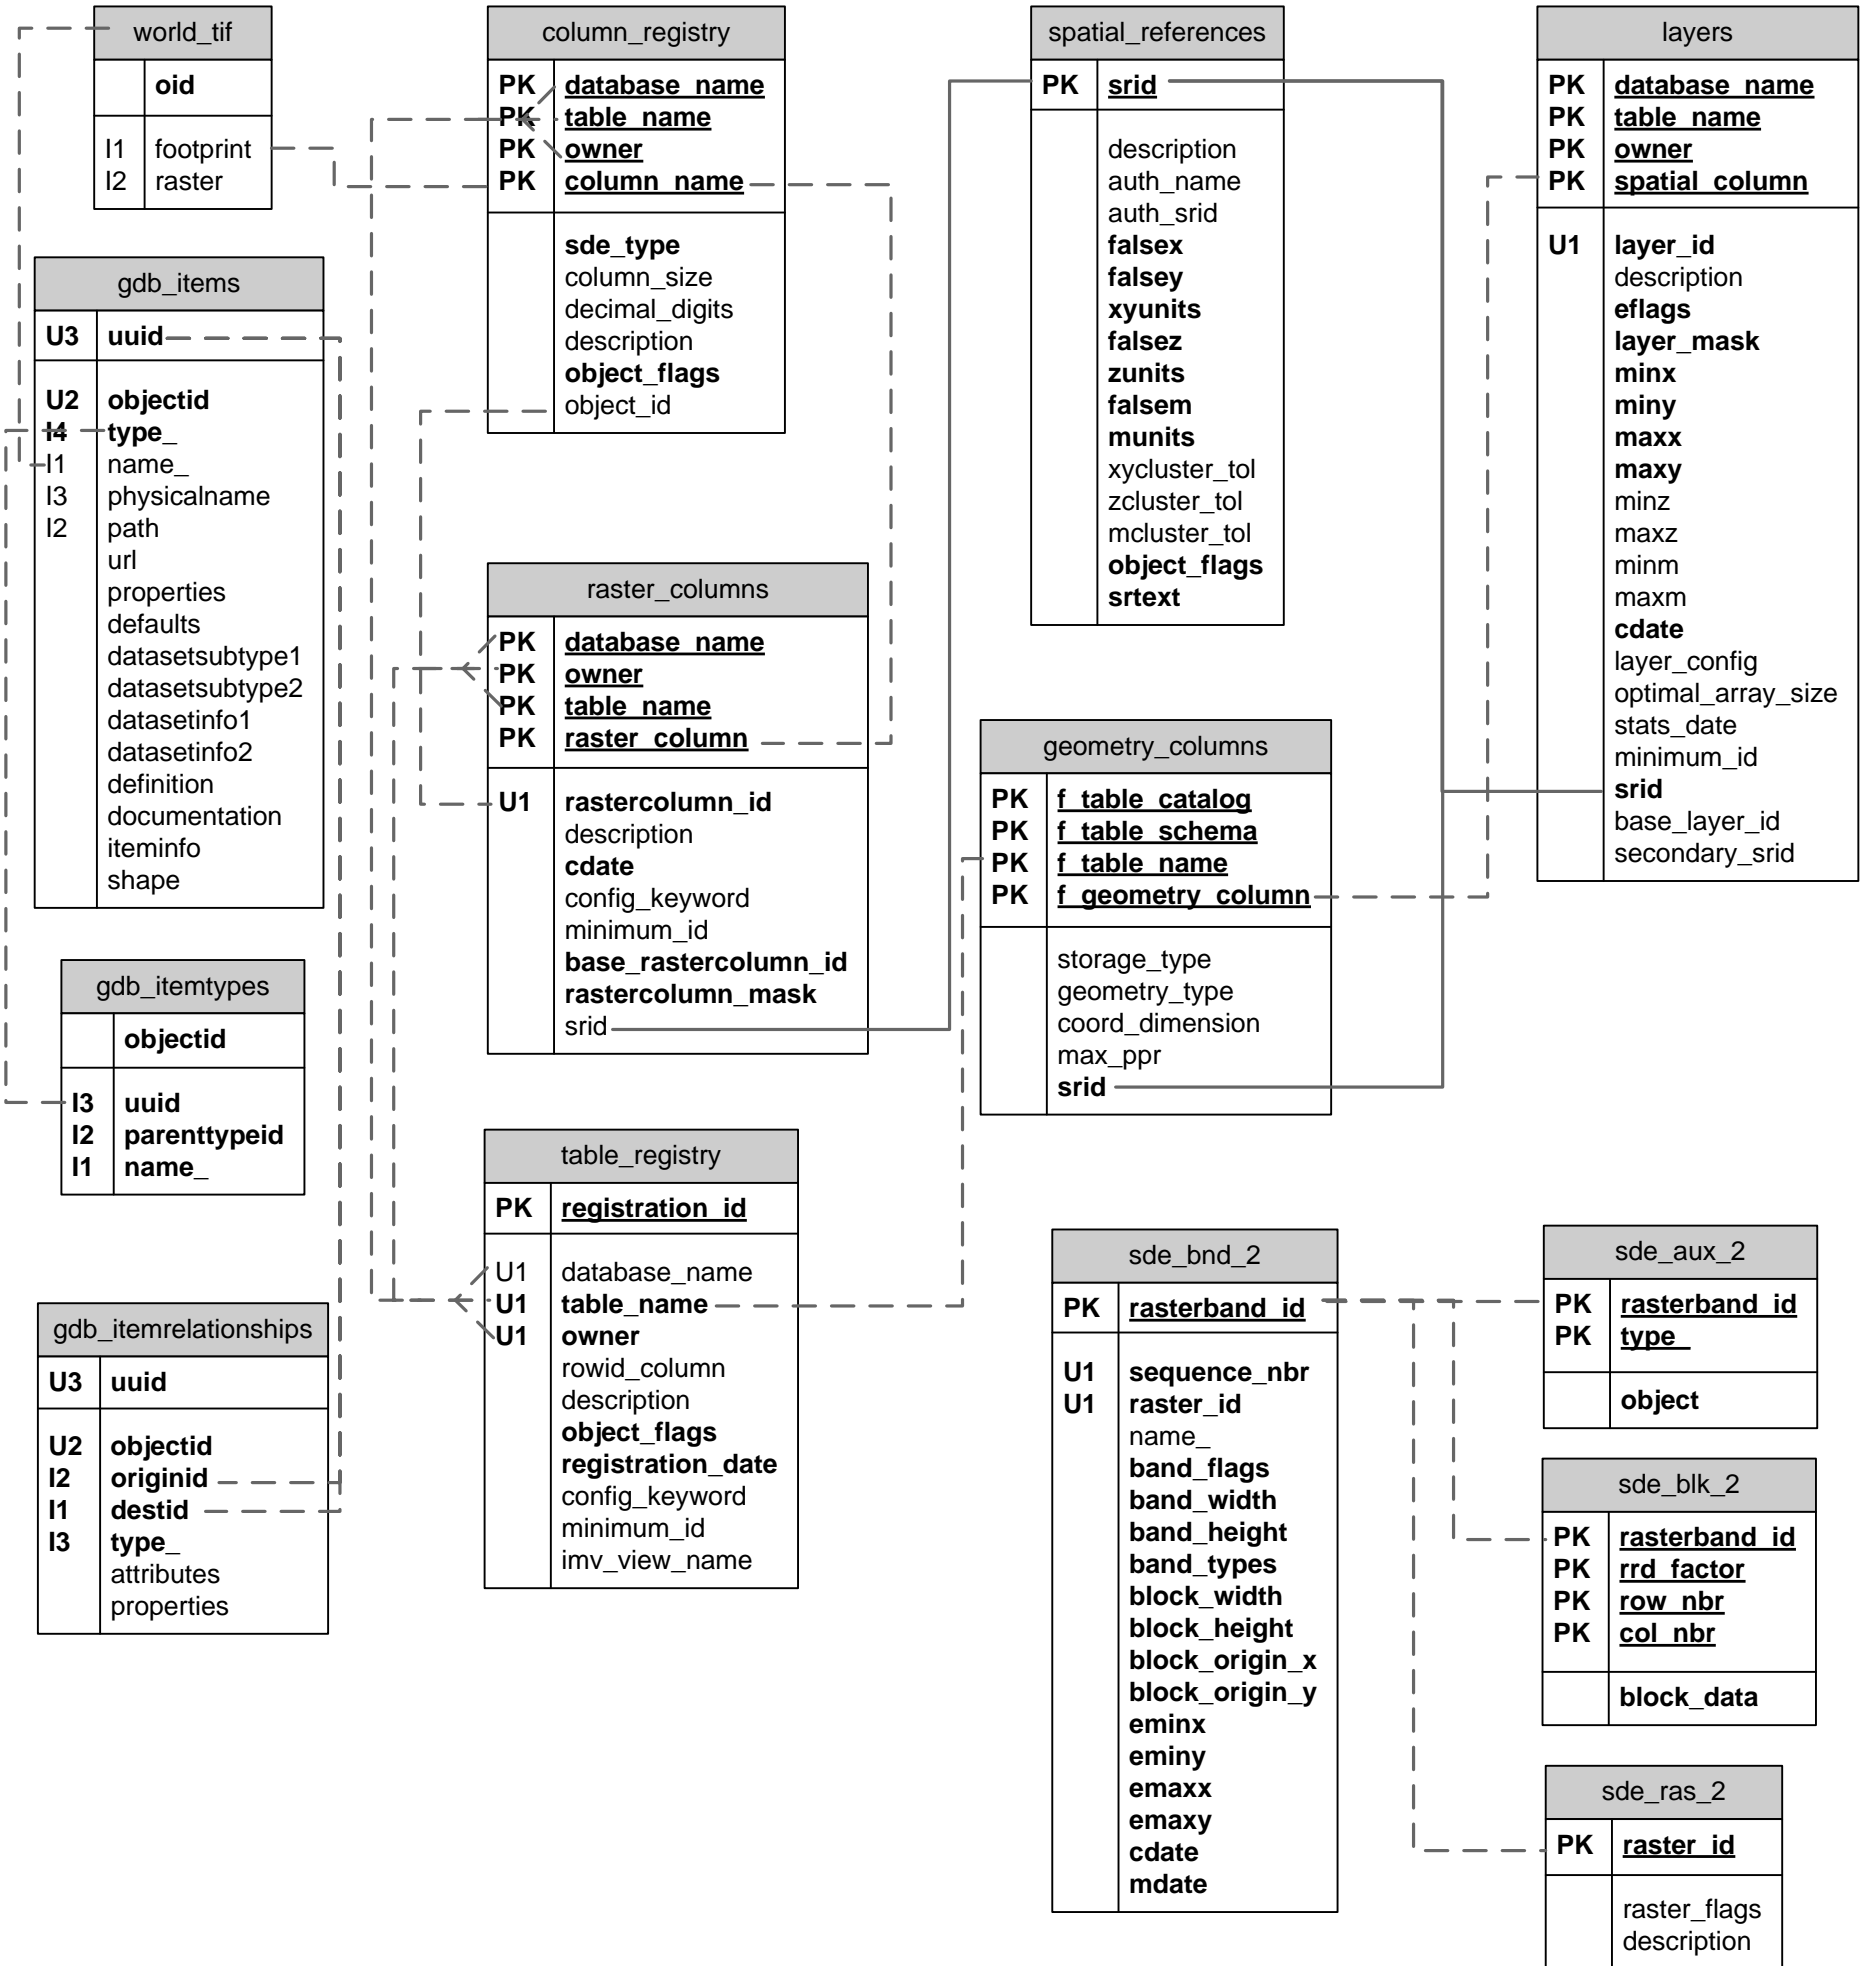 world_tif
oid
I1 footprint
I2 raster
gdb_items
U3 uuid
U2 objectid
I4 type_
I1 name_
I3 physicalname
I2 path
url
properties
defaults
datasetsubtype1
datasetsubtype2
datasetinfo1
datasetinfo2
definition
documentation
iteminfo
shape
gdb_itemtypes
objectid
I3 uuid
I2 parenttypeid
I1 name_
gdb_itemrelationships
U3 uuid
U2 objectid
I2 originid
I1 destid
I3 type_
attributes
properties
column_registry
PK database_name
PK table_name
PK owner
PK column_name
sde_type
column_size
decimal_digits
description
object_flags
object_id
raster_columns
PK database_name
PK owner
PK table_name
PK raster_column
U1 rastercolumn_id
description
cdate
config_keyword
minimum_id
base_rastercolumn_id
rastercolumn_mask
srid
table_registry
PK registration_id
U1 database_name
U1 table_name
U1 owner
rowid_column
description
object_flags
registration_date
config_keyword
minimum_id
imv_view_name
spatial_references
PK srid
description
auth_name
auth_srid
falsex
falsey
xyunits
falsez
zunits
falsem
munits
xycluster_tol
zcluster_tol
mcluster_tol
object_flags
srtext
geometry_columns
PK f_table_catalog
PK f_table_schema
PK f_table_name
PK f_geometry_column
storage_type
geometry_type
coord_dimension
max_ppr
srid
layers
PK database_name
PK table_name
PK owner
PK spatial_column
U1 layer_id
description
eflags
layer_mask
minx
miny
maxx
maxy
minz
maxz
minm
maxm
cdate
layer_config
optimal_array_size
stats_date
minimum_id
srid
base_layer_id
secondary_srid
sde_bnd_2
PK rasterband_id
U1 sequence_nbr
U1 raster_id
name_
band_flags
band_width
band_height
band_types
block_width
block_height
block_origin_x
block_origin_y
eminx
eminy
emaxx
emaxy
cdate
mdate
sde_aux_2
PK rasterband_id
PK type_
object
sde_blk_2
PK rasterband_id
PK rrd_factor
PK row_nbr
PK col_nbr
block_data
sde_ras_2
PK raster_id
raster_flags
description